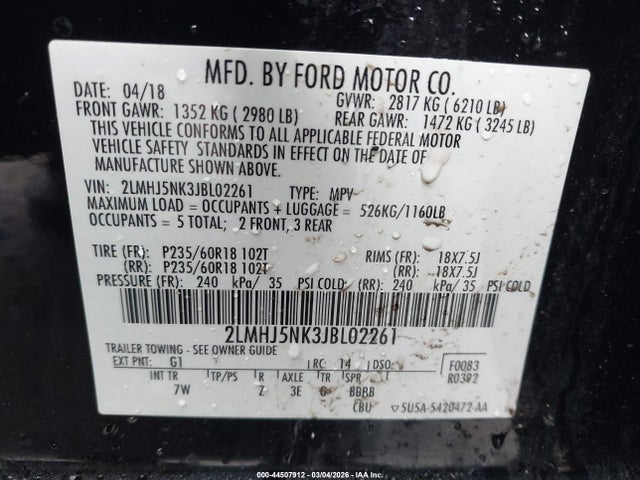 MFD. BY FORD MOTOR CO.
DATE: 04/18 GVWR: 2817 KG ( 6210 LB)
FRONT GAWR: 1352 KG ( 2980 LB) REAR GAWR: 1472 KG ( 3245 LB)
THIS VEHICLE CONFORMS TO ALL APPLICABLE FEDERAL MOTOR
VEHICLE SAFETY STANDARDS IN EFFECT ON THE DATE OF
MANUFACTURE SHOWN ABOVE.
VIN: 2LMHJ5NK3JBL02261 TYPE: MPV
MAXIMUM LOAD = OCCUPANTS + LUGGAGE = 526KG/1160LB
OCCUPANTS = 5 TOTAL; 2 FRONT, 3 REAR
TIRE (FR): P235/60R18 102T RIMS (FR): 18X7.5J
(RR): P235/60R18 102T (RR): 18X7.5J
PRESSURE (FR): 240 kPa/ 35 PSI COLD (RR): 240 kPa/ 35 PSI COLD
2LMHJ5NK3JBL02261
TRAILER TOWING - SEE OWNER GUIDE
EXT PNT: G1 RC: 14 DSO: F0083
R0392
INT TR TP/PS R AXLE TR SPR
7W Z 3E G BBBB
CBU 5U5A-5420472-AA
000-44507912 - 03/04/2026 - IAA Inc.